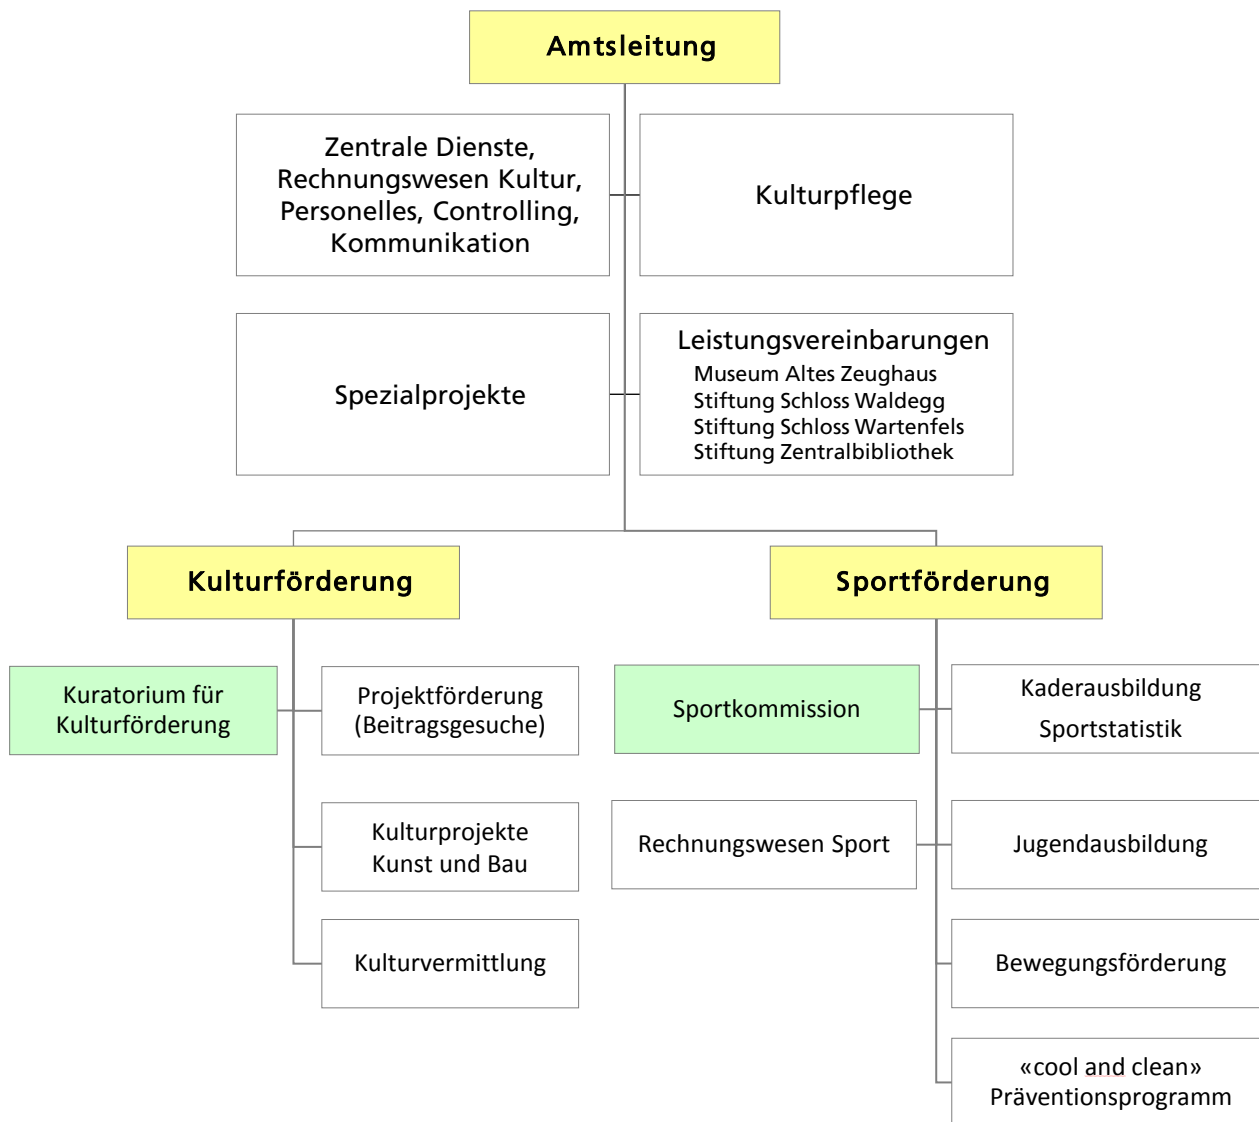 Amtsleitung
Zentrale Dienste,
Rechnungswesen Kultur,
Personelles, Controlling,
Kommunikation
Kulturpflege
Spezialprojekte
Leistungsvereinbarungen
Museum Altes Zeughaus
Stiftung Schloss Waldegg
Stiftung Schloss Wartenfels
Stiftung Zentralbibliothek
Kulturförderung
Sportförderung
Kuratorium für
Kulturförderung
Projektförderung
(Beitragsgesuche)
Sportkommission
Kaderausbildung
Sportstatistik
Kulturprojekte
Kunst und Bau
Rechnungswesen Sport
Jugendausbildung
Kulturvermittlung
Bewegungsförderung
«cool and clean»
Präventionsprogramm